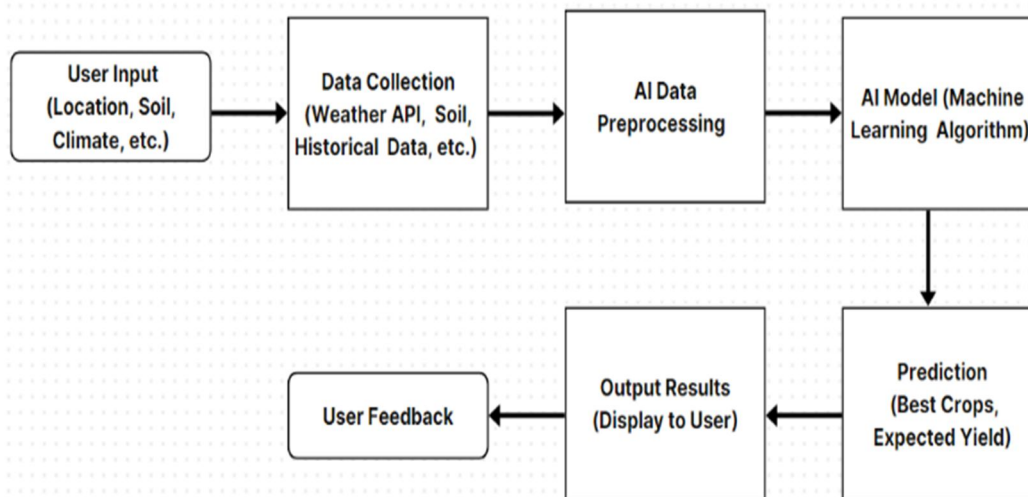 User Input
(Location, Soil,
Climate, etc.)
Data Collection
(Weather API, Soil,
Historical Data, etc.)
AI Data
Preprocessing
AI Model (Machine
Learning Algorithm)
Prediction
(Best Crops,
Expected Yield)
Output Results
(Display to User)
User Feedback